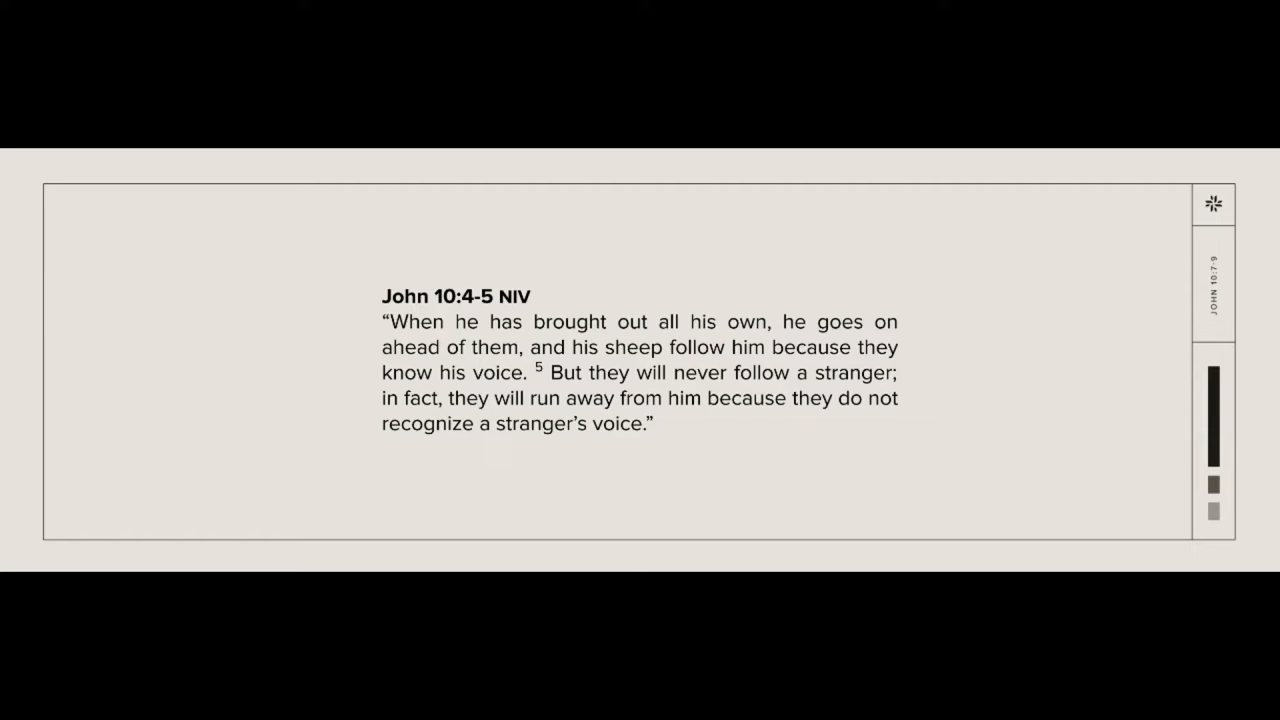 John 10:4-5 NIV
“When he has brought out all his own, he goes on
ahead of them, and his sheep follow him because they
know his voice. 5 But they will never follow a stranger;
in fact, they will run away from him because they do not
recognize a stranger’s voice.”
JOHN 10:7-9